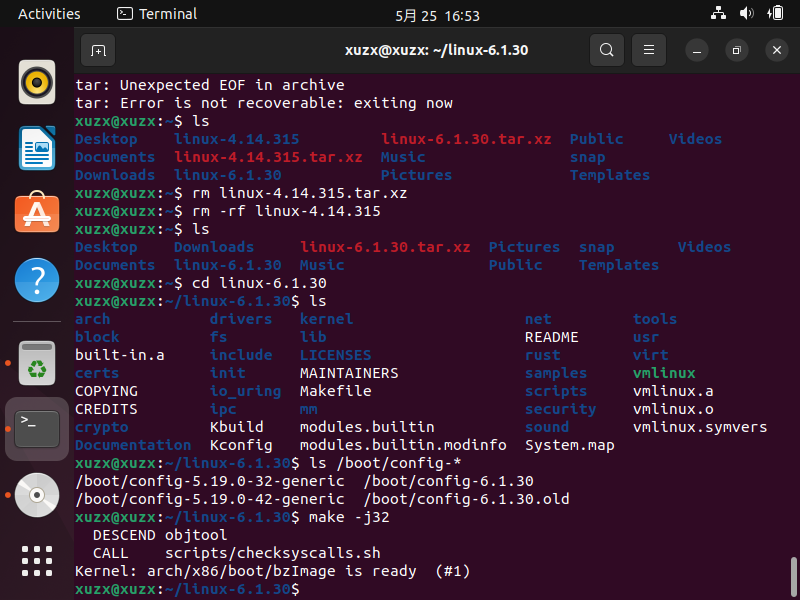 Activities Terminal 5月 25 16:53
xuzx@xuzx: ~/linux-6.1.30
tar: Unexpected EOF in archive
tar: Error is not recoverable: exiting now
xuzx@xuzx:~$ ls
Desktop linux-4.14.315 linux-6.1.30.tar.xz Public Videos
Documents linux-4.14.315.tar.xz Music snap
Downloads linux-6.1.30 Pictures Templates
xuzx@xuzx:~$ rm linux-4.14.315.tar.xz
xuzx@xuzx:~$ rm -rf linux-4.14.315
xuzx@xuzx:~$ ls
Desktop Downloads linux-6.1.30.tar.xz Pictures snap Videos
Documents linux-6.1.30 Music Public Templates
xuzx@xuzx:~$ cd linux-6.1.30
xuzx@xuzx:~/linux-6.1.30$ ls
arch drivers kernel net tools
block fs lib README usr
built-in.a include LICENSES rust virt
certs init MAINTAINERS samples vmlinux
COPYING io_uring Makefile scripts vmlinux.a
CREDITS ipc mm security vmlinux.o
crypto Kbuild modules.builtin sound vmlinux.symvers
Documentation Kconfig modules.builtin.modinfo System.map
xuzx@xuzx:~/linux-6.1.30$ ls /boot/config-*
/boot/config-5.19.0-32-generic /boot/config-6.1.30
/boot/config-5.19.0-42-generic /boot/config-6.1.30.old
xuzx@xuzx:~/linux-6.1.30$ make -j32
DESCEND objtool
CALL scripts/checksyscalls.sh
Kernel: arch/x86/boot/bzImage is ready (#1)
xuzx@xuzx:~/linux-6.1.30$